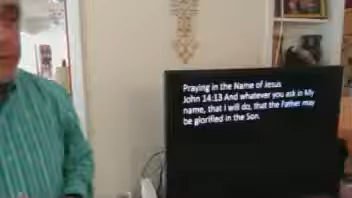 Praying in the Name of Jesus
John 14:13 And whatever you ask in My
name, that I will do, that the Father may
be glorified in the Son.